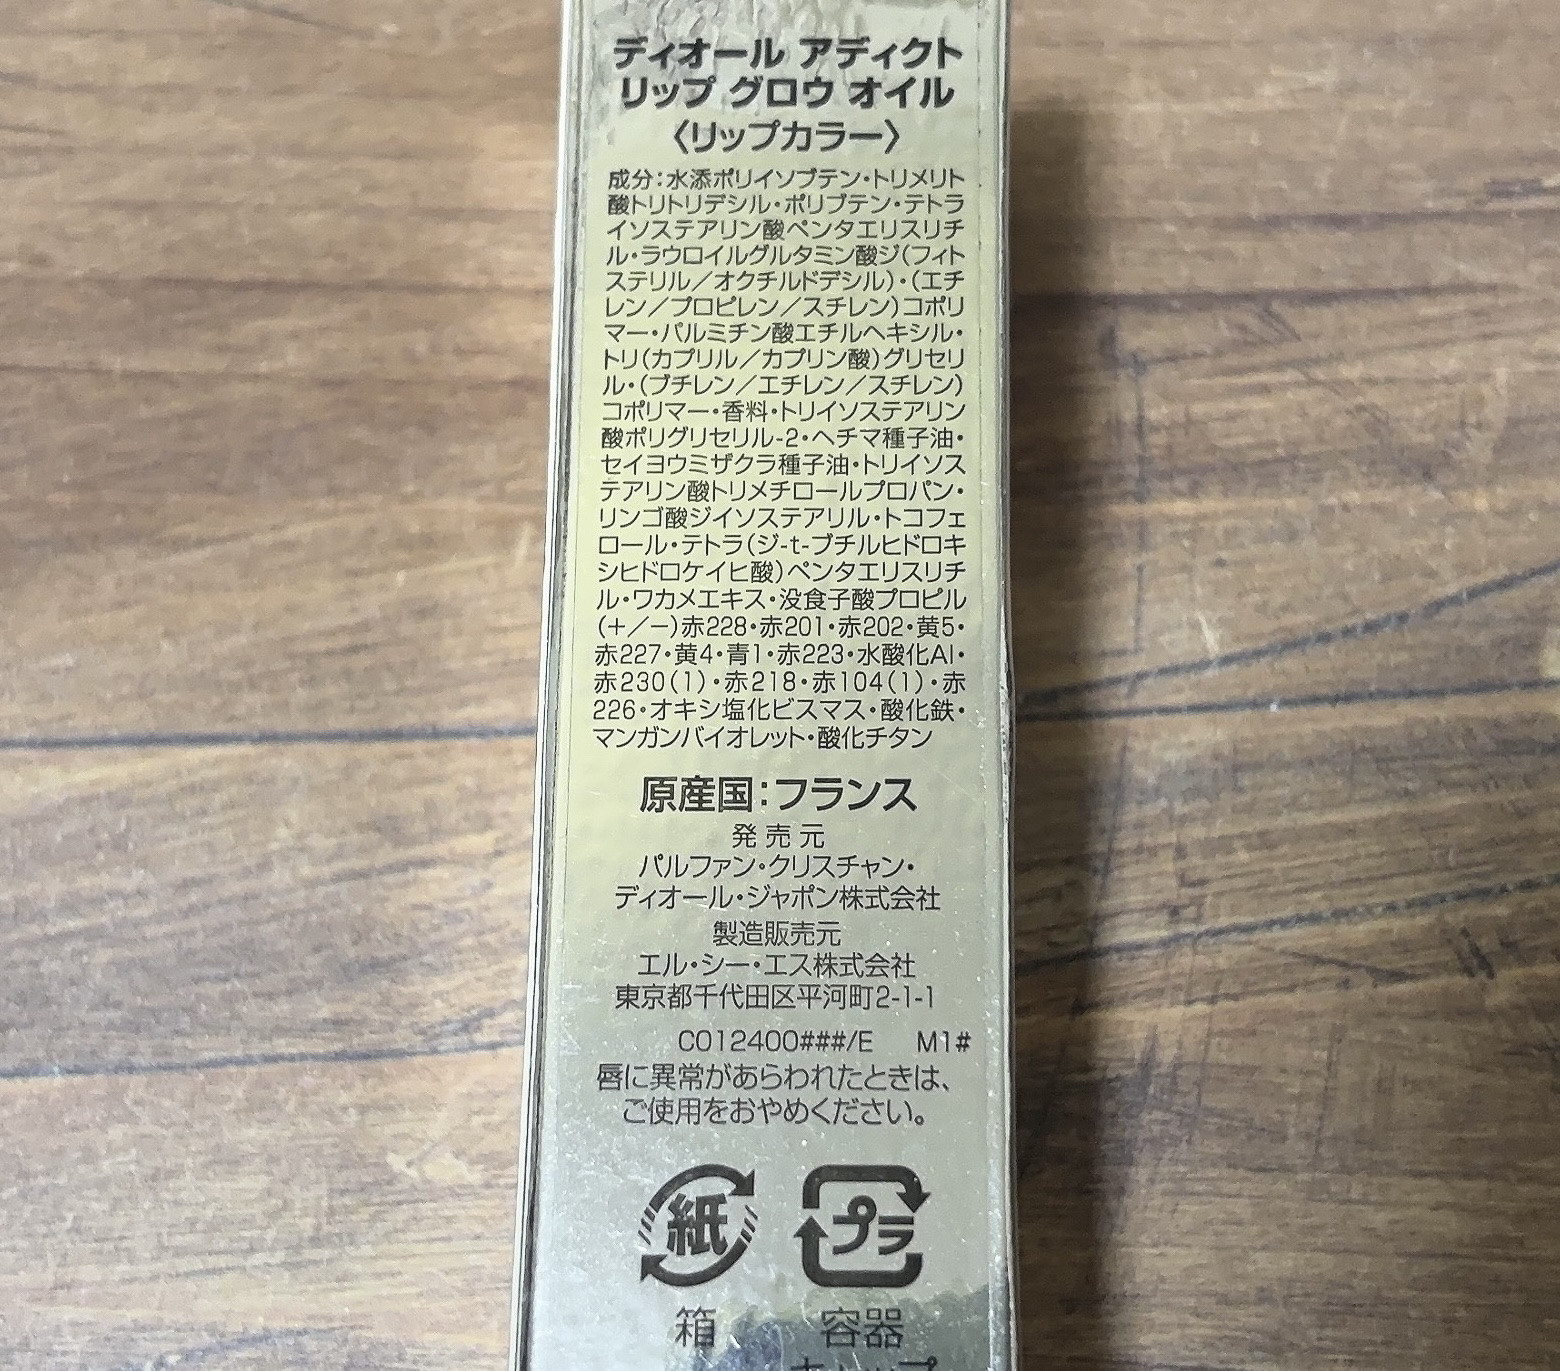 ディオール アディクト
リップ グロウ オイル
〈リップカラー〉
成分:水添ポリイソブテン・トリメリト
酸トリトリデシル・ポリブテン・テトラ
イソステアリン酸ペンタエリスリチ
ル・ラウロイルグルタミン酸ジ(フィト
ステリル/オクチルドデシル)・(エチ
レン/プロピレン/スチレン)コポリ
マー・パルミチン酸エチルヘキシル・
トリ(カプリル/カプリン酸)グリセリ
ル・(ブチレン/エチレン/スチレン)
コポリマー・香料・トリイソステアリン
酸ポリグリセリル-2・ヘチマ種子油・
セイヨウミザクラ種子油・トリイソス
テアリン酸トリメチロールプロパン・
リンゴ酸ジイソステアリル・トコフェ
ロール・テトラ(ジ-t-ブチルヒドロキ
シヒドロケイヒ酸)ペンタエリスリチ
ル・ワカメエキス・没食子酸プロピル
(+/−)赤228・赤201・赤202・黄5・
赤227・黄4・青1・赤223・水酸化Al・
赤230(1)・赤218・赤104(1)・赤
226・オキシ塩化ビスマス・酸化鉄・
マンガンバイオレット・酸化チタン
原産国:フランス
発売元
パルファン・クリスチャン・
ディオール・ジャポン株式会社
製造販売元
エル・シー・エス株式会社
東京都千代田区平河町2-1-1
C012400###/E M1#
唇に異常があらわれたときは、
ご使用をおやめください。
紙 プラ
箱 容器
キャップ